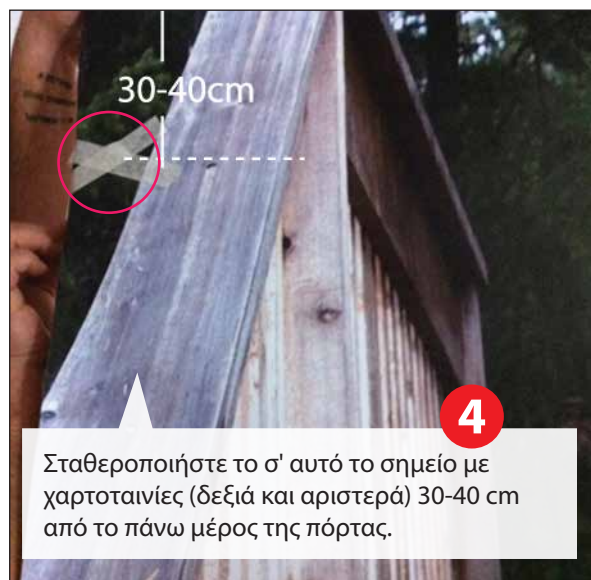 30-40cm
4
Σταθεροποιήστε το σ' αυτό το σημείο με
χαρτοταινίες (δεξιά και αριστερά) 30-40 cm
από το πάνω μέρος της πόρτας.